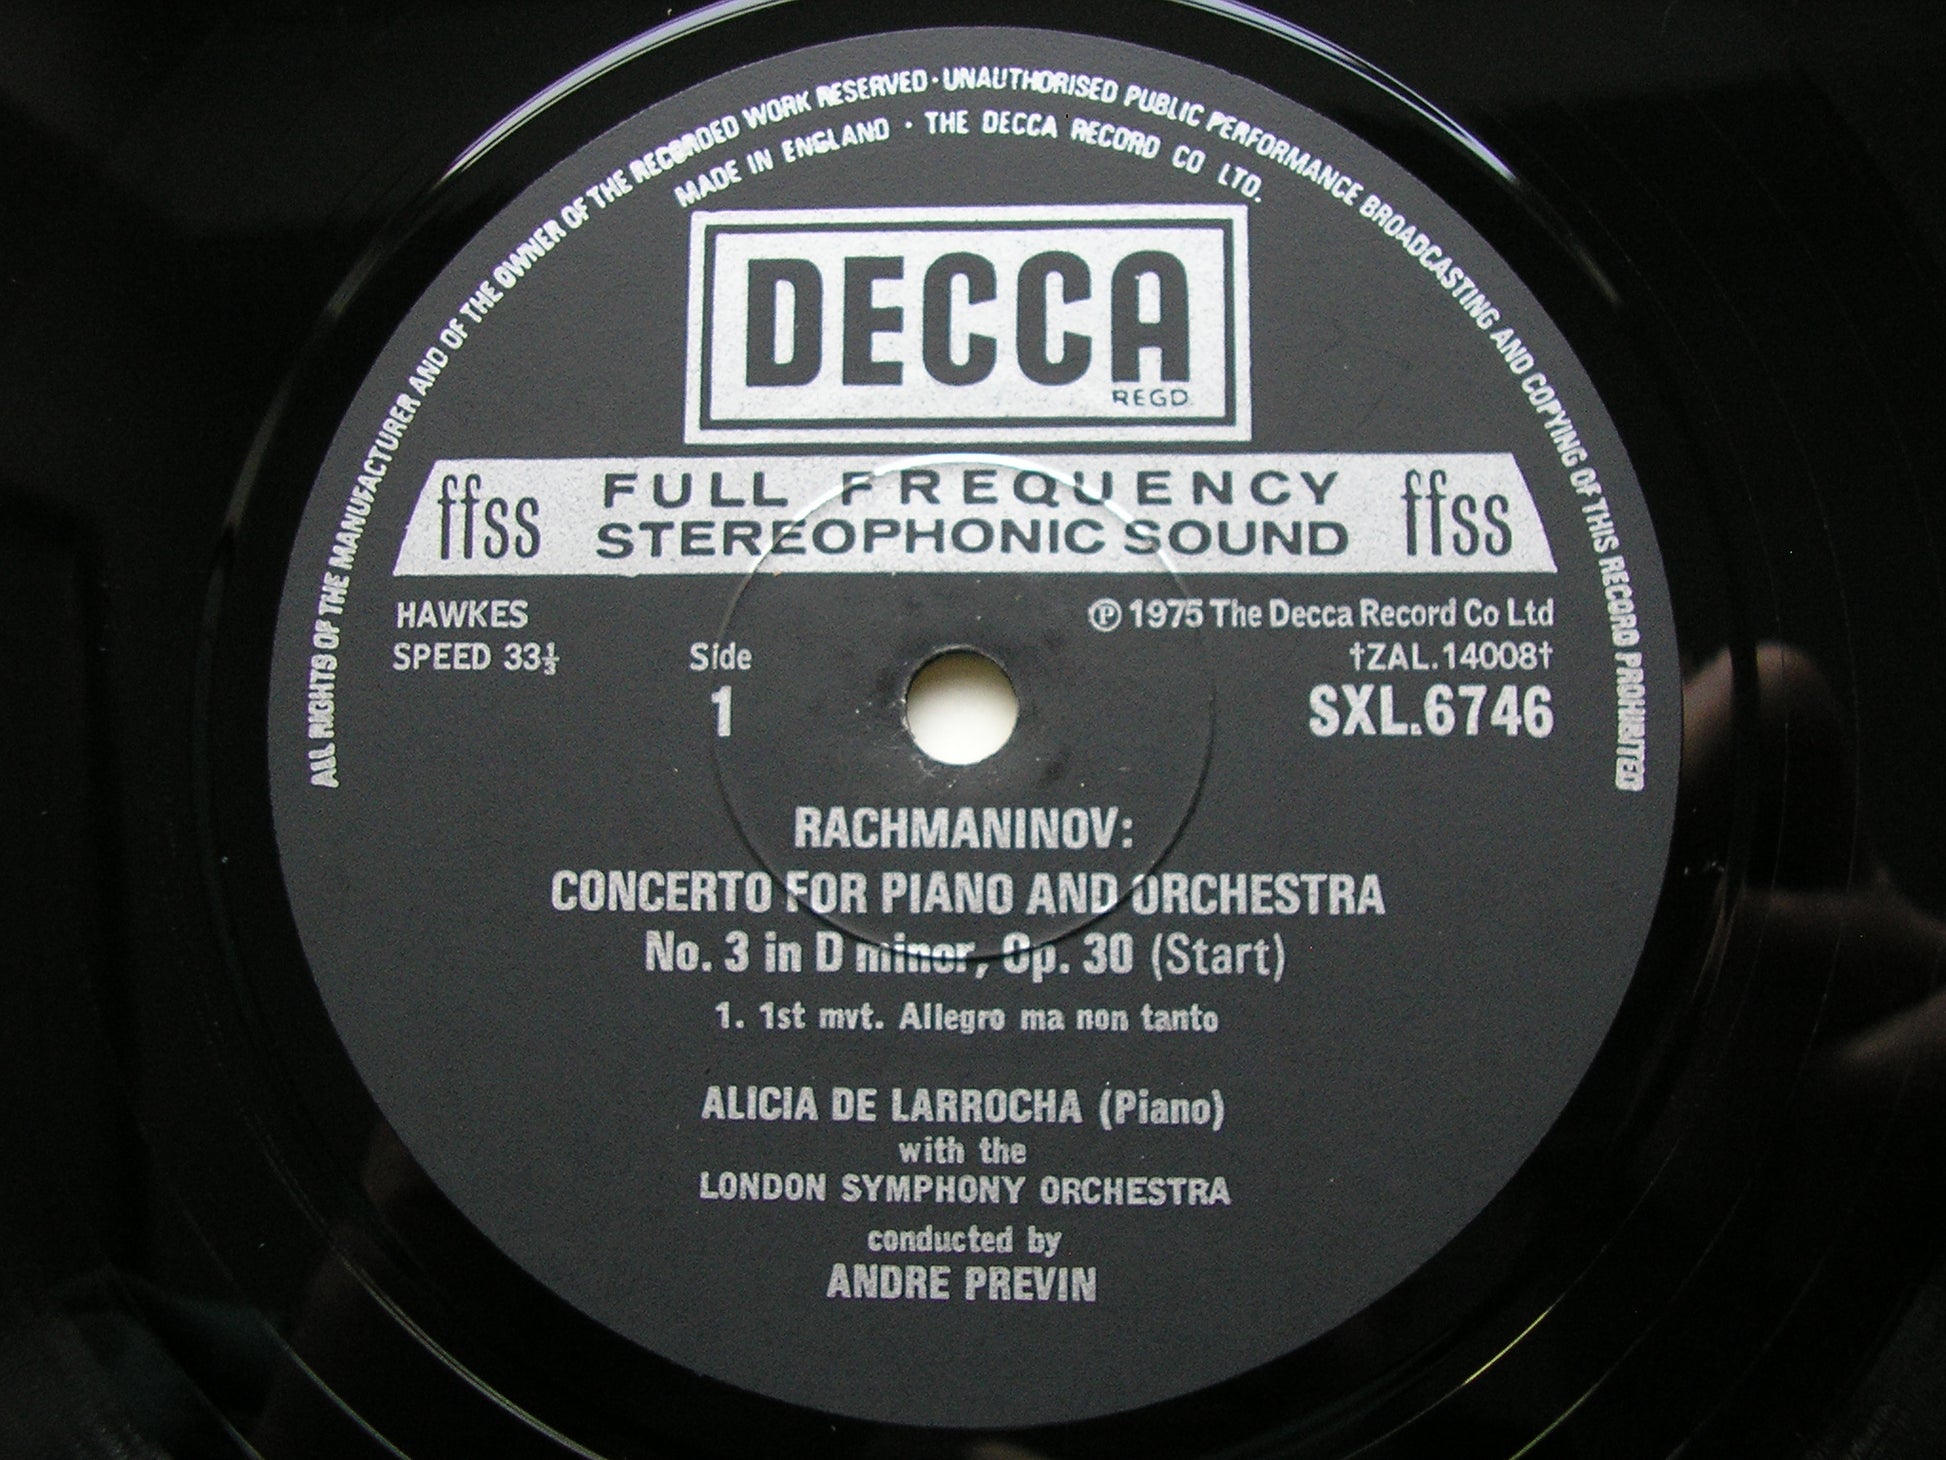 ALL RIGHTS OF THE MANUFACTURER AND OF THE OWNER OF THE RECORDED WORK RESERVED · UNAUTHORISED PUBLIC PERFORMANCE BROADCASTING AND COPYING OF THIS RECORD PROHIBITED
MADE IN ENGLAND · THE DECCA RECORD CO LTD.
DECCA
REGD.
ffss FULL FREQUENCY STEREOPHONIC SOUND ffss
HAWKES
℗ 1975 The Decca Record Co Ltd
SPEED 33⅓
Side
†ZAL.14008†
1
SXL.6746
RACHMANINOV:
CONCERTO FOR PIANO AND ORCHESTRA
No. 3 in D minor, Op. 30 (Start)
1. 1st mvt. Allegro ma non tanto
ALICIA DE LARROCHA (Piano)
with the
LONDON SYMPHONY ORCHESTRA
conducted by
ANDRE PREVIN